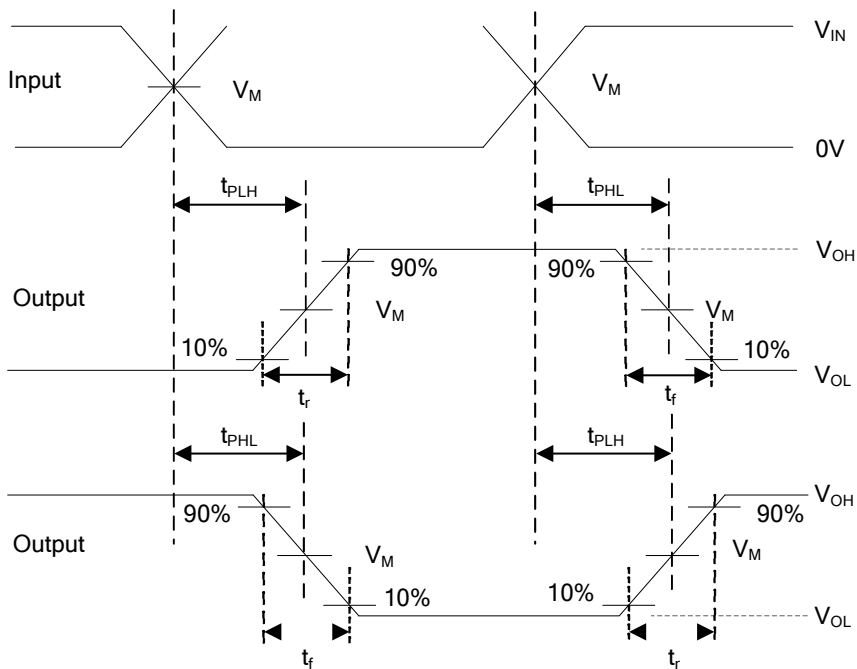 V_IN
Input
V_M
V_M
0V
t_PLH
t_PHL
V_OH
90%
90%
Output
V_M
V_M
10%
10%
V_OL
t_r
t_f
t_PHL
t_PLH
V_OH
90%
90%
Output
V_M
V_M
10%
10%
V_OL
t_f
t_r